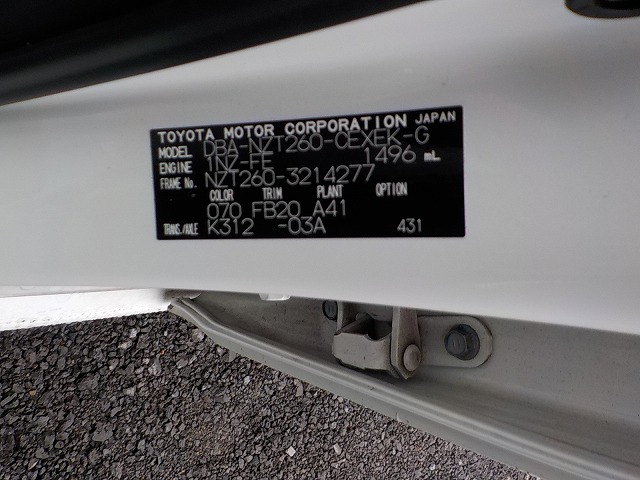 TOYOTA MOTOR CORPORATION JAPAN
MODEL DBA-NZT260-CEXEK-G
ENGINE 1NZ-FE 1496 mL
FRAME No. NZT260-3214277
COLOR TRIM PLANT OPTION
070 FB20 A41
TRANS./AXLE K312 -03A 431